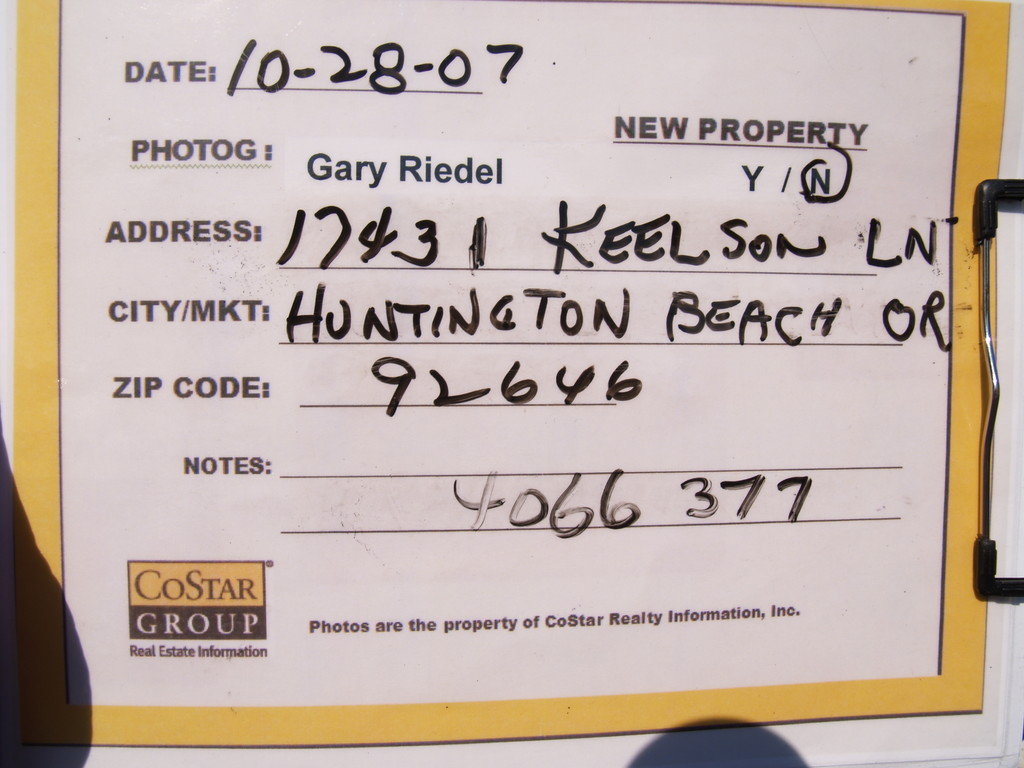 DATE: 10-28-07
NEW PROPERTY
PHOTOG: Gary Riedel Y / N
ADDRESS: 17431 KEELSON LN
CITY/MKT: HUNTINGTON BEACH OR
ZIP CODE: 92646
NOTES:
4066 377
COSTAR®
GROUP
Real Estate Information
Photos are the property of CoStar Realty Information, Inc.